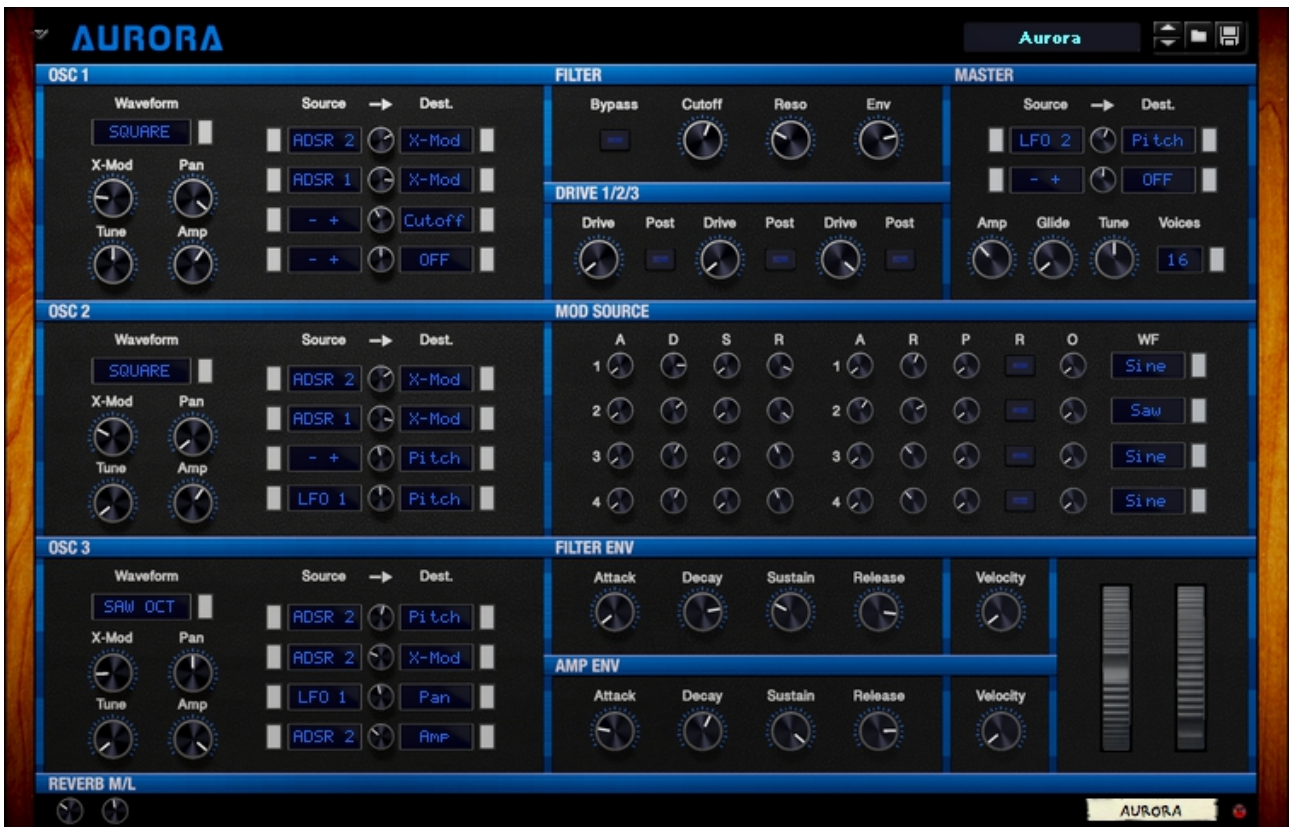 AURORA
Aurora
OSC 1
FILTER
MASTER
Waveform Source Dest.
SQUARE
ADSR 2 X-Mod
X-Mod Pan
ADSR 1 X-Mod
- + Cutoff
Tune Amp
- + OFF
Bypass Cutoff Reso Env
DRIVE 1/2/3
Drive Post Drive Post Drive Post
Source Dest.
LFO 2 Pitch
- + OFF
Amp Glide Tune Voices
16
OSC 2
MOD SOURCE
Waveform Source Dest.
SQUARE
ADSR 2 X-Mod
X-Mod Pan
ADSR 1 X-Mod
- + Pitch
Tune Amp
LFO 1 Pitch
A D S R A R P R O WF
1 1 Sine
2 2 Saw
3 3 Sine
4 4 Sine
OSC 3
FILTER ENV
Waveform Source Dest.
SAW OCT
ADSR 2 Pitch
X-Mod Pan
ADSR 2 X-Mod
LFO 1 Pan
Tune Amp
ADSR 2 Amp
Attack Decay Sustain Release Velocity
AMP ENV
Attack Decay Sustain Release Velocity
REVERB M/L
AURORA